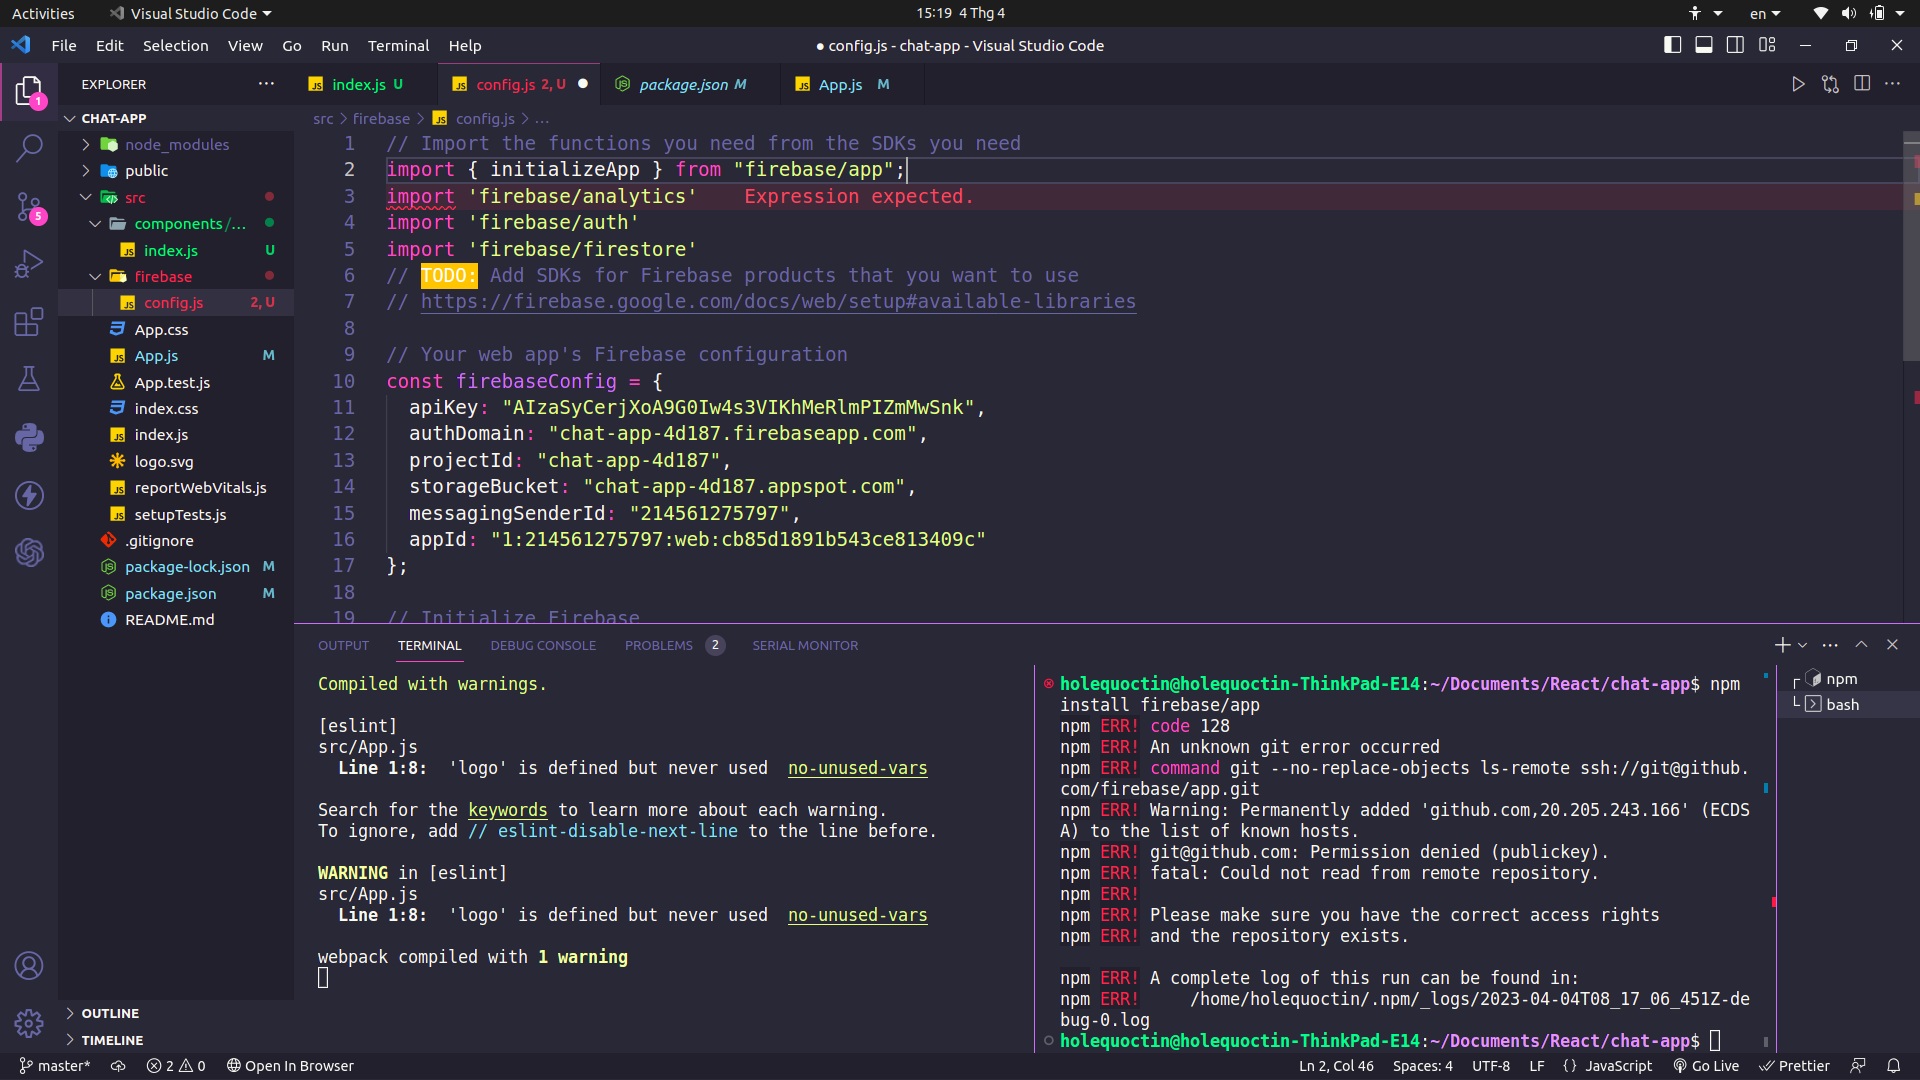 Activities
Visual Studio Code
15:19 4 Thg 4
en
File Edit Selection View Go Run Terminal Help
● config.js - chat-app - Visual Studio Code
EXPLORER
index.js U
config.js 2, U
package.json M
App.js M
CHAT-APP
node_modules
public
src
components/...
index.js U
firebase
config.js 2, U
App.css
App.js M
App.test.js
index.css
index.js
logo.svg
reportWebVitals.js
setupTests.js
.gitignore
package-lock.json M
package.json M
README.md
OUTLINE
TIMELINE
1
5
src > firebase > JS config.js > ...
1 // Import the functions you need from the SDKs you need
2 import { initializeApp } from "firebase/app";
3 import 'firebase/analytics' Expression expected.
4 import 'firebase/auth'
5 import 'firebase/firestore'
6 // TODO: Add SDKs for Firebase products that you want to use
7 // https://firebase.google.com/docs/web/setup#available-libraries
8
9 // Your web app's Firebase configuration
10 const firebaseConfig = {
11 apiKey: "AIzaSyCerjXoA9G0Iw4s3VIKhMeRlmPIZmMwSnk",
12 authDomain: "chat-app-4d187.firebaseapp.com",
13 projectId: "chat-app-4d187",
14 storageBucket: "chat-app-4d187.appspot.com",
15 messagingSenderId: "214561275797",
16 appId: "1:214561275797:web:cb85d1891b543ce813409c"
17 };
18
19 // Initialize Firebase
OUTPUT TERMINAL DEBUG CONSOLE PROBLEMS 2 SERIAL MONITOR
Compiled with warnings.
[eslint]
src/App.js
Line 1:8: 'logo' is defined but never used no-unused-vars
Search for the keywords to learn more about each warning.
To ignore, add // eslint-disable-next-line to the line before.
WARNING in [eslint]
src/App.js
Line 1:8: 'logo' is defined but never used no-unused-vars
webpack compiled with 1 warning
holequoctin@holequoctin-ThinkPad-E14:~/Documents/React/chat-app$ npm
install firebase/app
npm ERR! code 128
npm ERR! An unknown git error occurred
npm ERR! command git --no-replace-objects ls-remote ssh://git@github.
com/firebase/app.git
npm ERR! Warning: Permanently added 'github.com,20.205.243.166' (ECDS
A) to the list of known hosts.
npm ERR! git@github.com: Permission denied (publickey).
npm ERR! fatal: Could not read from remote repository.
npm ERR!
npm ERR! Please make sure you have the correct access rights
npm ERR! and the repository exists.
npm ERR! A complete log of this run can be found in:
npm ERR! /home/holequoctin/.npm/_logs/2023-04-04T08_17_06_451Z-de
bug-0.log
holequoctin@holequoctin-ThinkPad-E14:~/Documents/React/chat-app$
npm
bash
master* 2 0 Open In Browser
Ln 2, Col 46 Spaces: 4 UTF-8 LF {} JavaScript Go Live Prettier